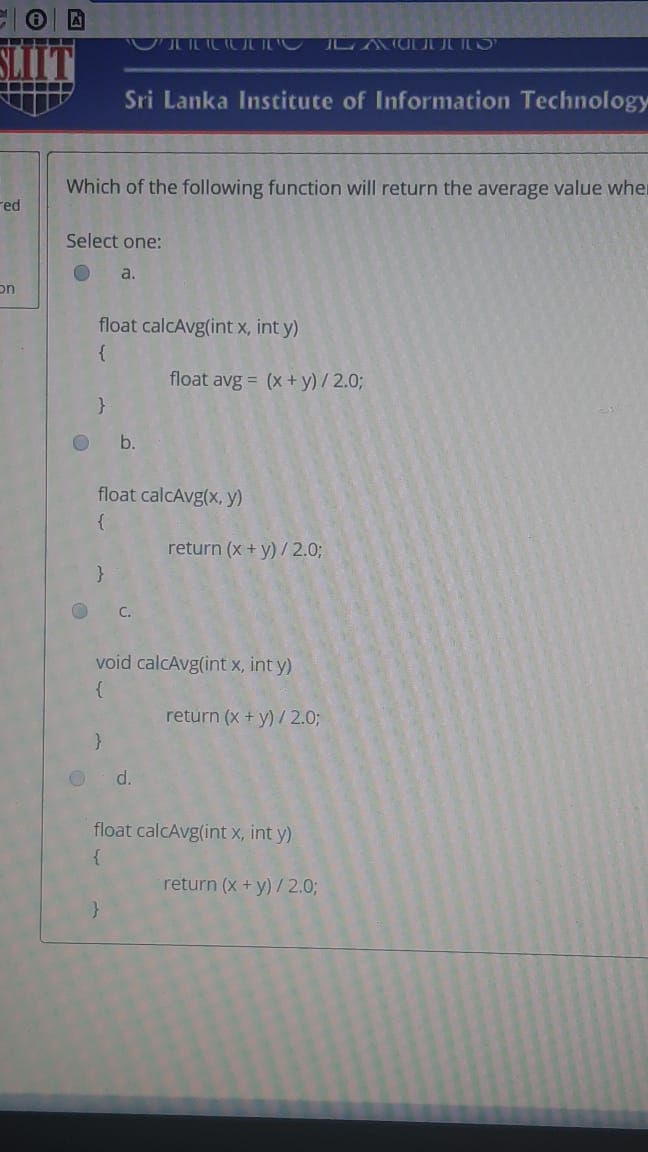 SLIIT
Sri Lanka Institute of Information Technology
red
on
Which of the following function will return the average value whe
Select one:
a.
float calcAvg(int x, int y)
{
float avg = (x + y) / 2.0;
}
b.
float calcAvg(x, y)
{
return (x + y) / 2.0;
}
c.
void calcAvg(int x, int y)
{
return (x + y) / 2.0;
}
d.
float calcAvg(int x, int y)
{
return (x + y) / 2.0;
}